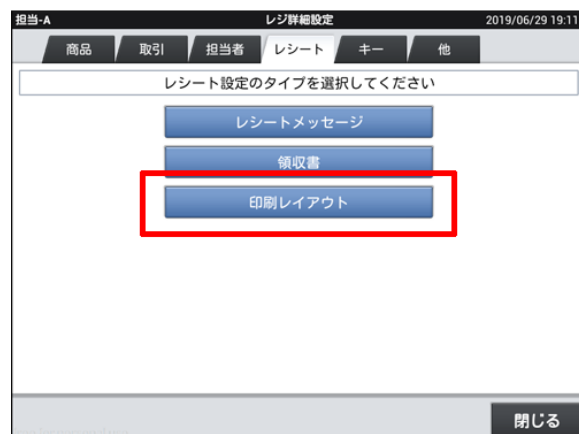 担当-A レジ詳細設定 2019/06/29 19:11
商品 取引 担当者 レシート キー 他
レシート設定のタイプを選択してください
レシートメッセージ
領収書
印刷レイアウト
閉じる